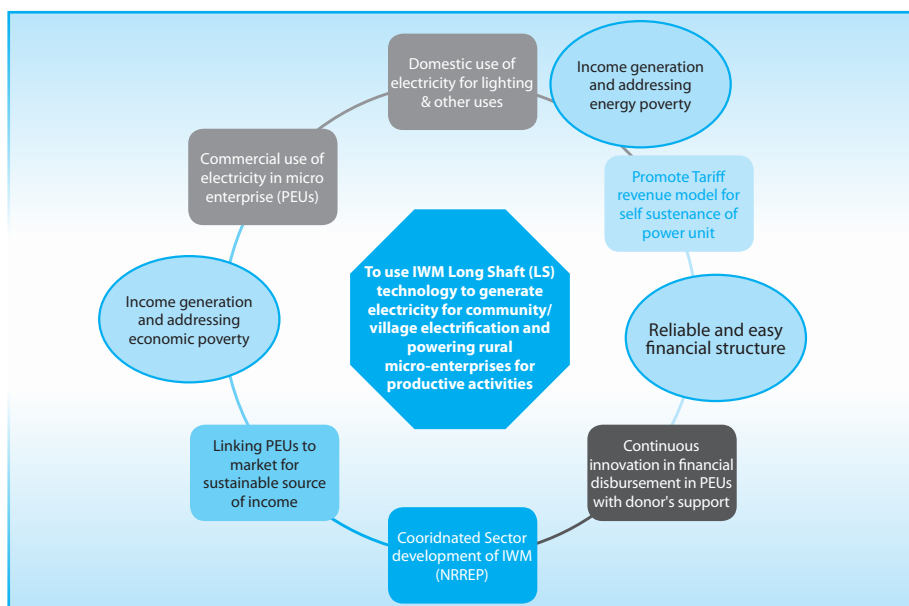 Domestic use of
electricity for lighting
& other uses
Income generation
and addressing
energy poverty
Promote Tariff
revenue model for
self sustenance of
power unit
Reliable and easy
financial structure
Continuous
innovation in financial
disbursement in PEUs
with donor's support
Cooridnated Sector
development of IWM
(NRREP)
Linking PEUs to
market for
sustainable source
of income
Income generation
and addressing
economic poverty
Commercial use of
electricity in micro
enterprise (PEUs)
To use IWM Long Shaft (LS)
technology to generate
electricity for community/
village electrification and
powering rural
micro-enterprises for
productive activities